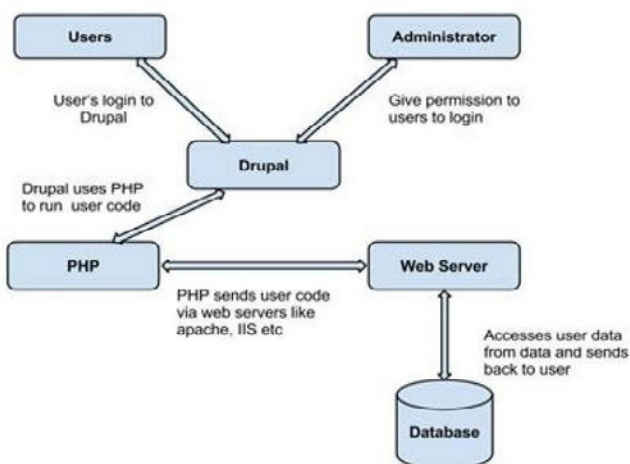 Users
Administrator
User's login to
Drupal
Give permission to
users to login
Drupal
Drupal uses PHP
to run user code
PHP
Web Server
PHP sends user code
via web servers like
apache, IIS etc
Accesses user data
from data and sends
back to user
Database